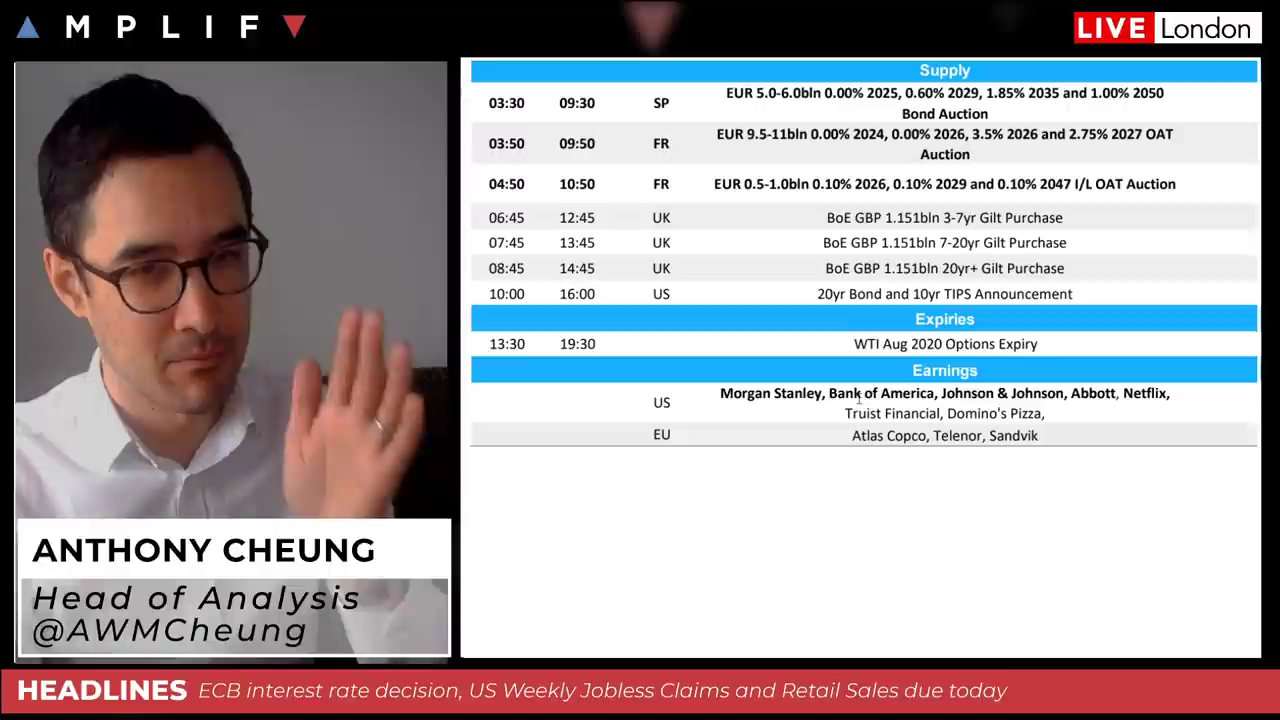 AMPLIFY
LIVE London
Supply
03:30 09:30 SP EUR 5.0-6.0bln 0.00% 2025, 0.60% 2029, 1.85% 2035 and 1.00% 2050
Bond Auction
03:50 09:50 FR EUR 9.5-11bln 0.00% 2024, 0.00% 2026, 3.5% 2026 and 2.75% 2027 OAT
Auction
04:50 10:50 FR EUR 0.5-1.0bln 0.10% 2026, 0.10% 2029 and 0.10% 2047 I/L OAT Auction
06:45 12:45 UK BoE GBP 1.151bln 3-7yr Gilt Purchase
07:45 13:45 UK BoE GBP 1.151bln 7-20yr Gilt Purchase
08:45 14:45 UK BoE GBP 1.151bln 20yr+ Gilt Purchase
10:00 16:00 US 20yr Bond and 10yr TIPS Announcement
Expiries
13:30 19:30 WTI Aug 2020 Options Expiry
Earnings
US Morgan Stanley, Bank of America, Johnson & Johnson, Abbott, Netflix,
Truist Financial, Domino's Pizza,
EU Atlas Copco, Telenor, Sandvik
ANTHONY CHEUNG
Head of Analysis
@AWMCheung
HEADLINES ECB interest rate decision, US Weekly Jobless Claims and Retail Sales due today